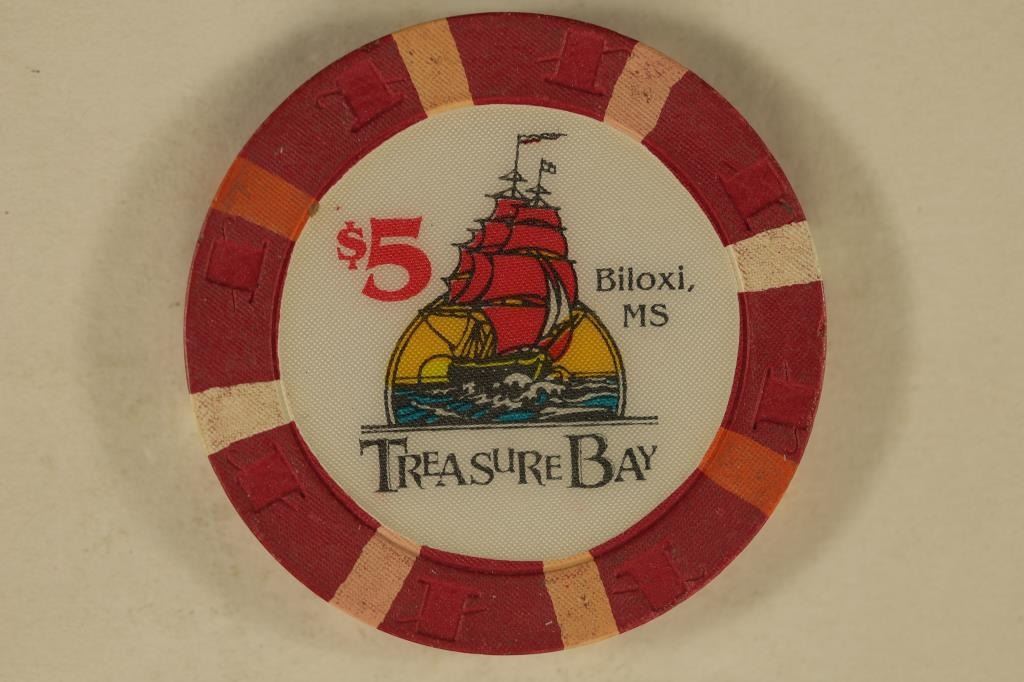 $5
Biloxi,
MS
TREASURE BAY